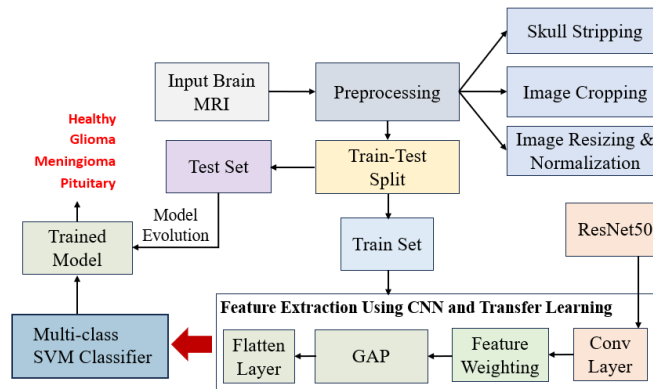 Skull Stripping
Input Brain
MRI
Preprocessing
Image Cropping
Image Resizing &
Normalization
Healthy
Glioma
Meningioma
Pituitary
Test Set
Train-Test
Split
Model
Evolution
Trained
Model
Train Set
ResNet50
Feature Extraction Using CNN and Transfer Learning
Multi-class
SVM Classifier
Flatten
Layer
GAP
Feature
Weighting
Conv
Layer